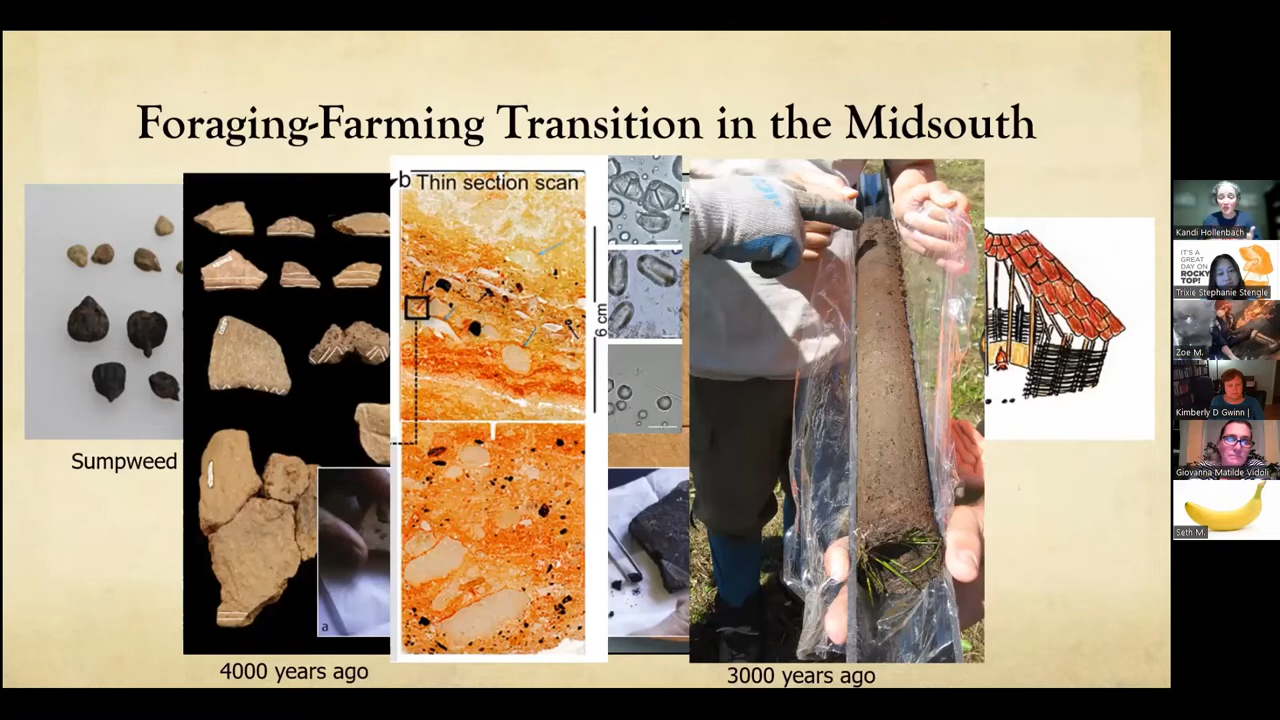 Foraging-Farming Transition in the Midsouth
b Thin section scan
6 cm
Sumpweed
a
4000 years ago
3000 years ago
Kandi Hollenbach
IT'S A
GREAT
DAY ON
ROCKY
TOP!
Trixie Stephanie Stengle
Zoe M.
Kimberly D Gwinn |
Giovanna Matilde Vidoli
Seth M.